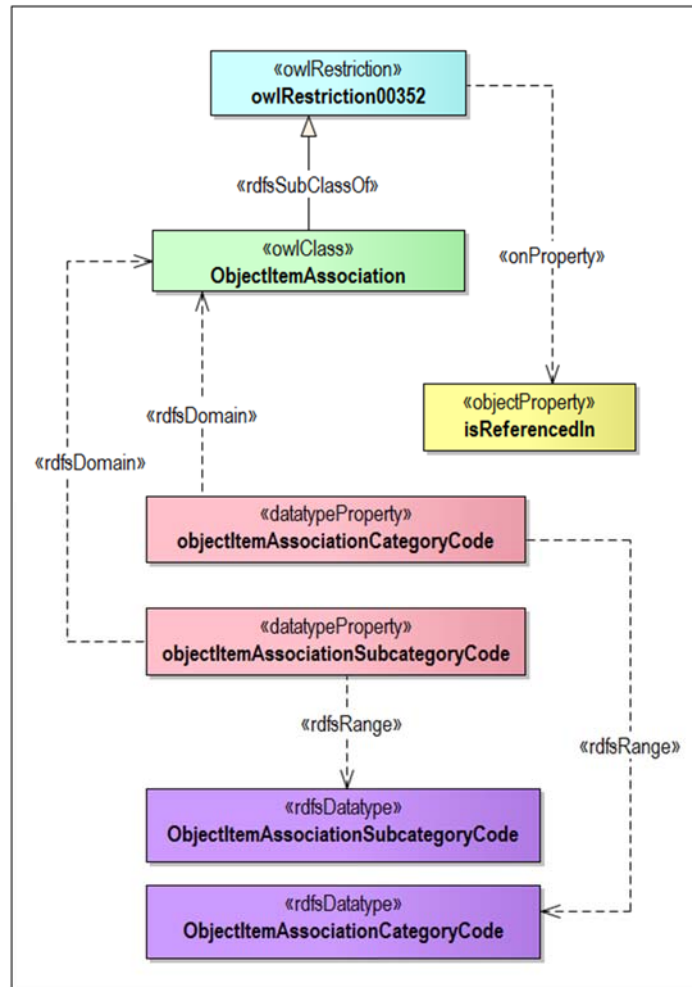 «owlRestriction»
owlRestriction00352
«rdfsSubClassOf»
«owlClass»
ObjectItemAssociation
«onProperty»
«objectProperty»
isReferencedIn
«rdfsDomain»
«rdfsDomain»
«datatypeProperty»
objectItemAssociationCategoryCode
«datatypeProperty»
objectItemAssociationSubcategoryCode
«rdfsRange»
«rdfsRange»
«rdfsDatatype»
ObjectItemAssociationSubcategoryCode
«rdfsDatatype»
ObjectItemAssociationCategoryCode